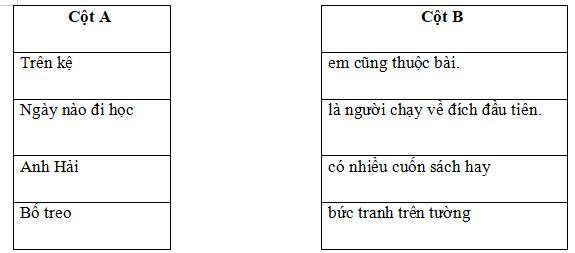 Cột A Cột B
Trên kệ em cũng thuộc bài.
Ngày nào đi học là người chạy về đích đầu tiên.
Anh Hải có nhiều cuốn sách hay
Bố treo bức tranh trên tường